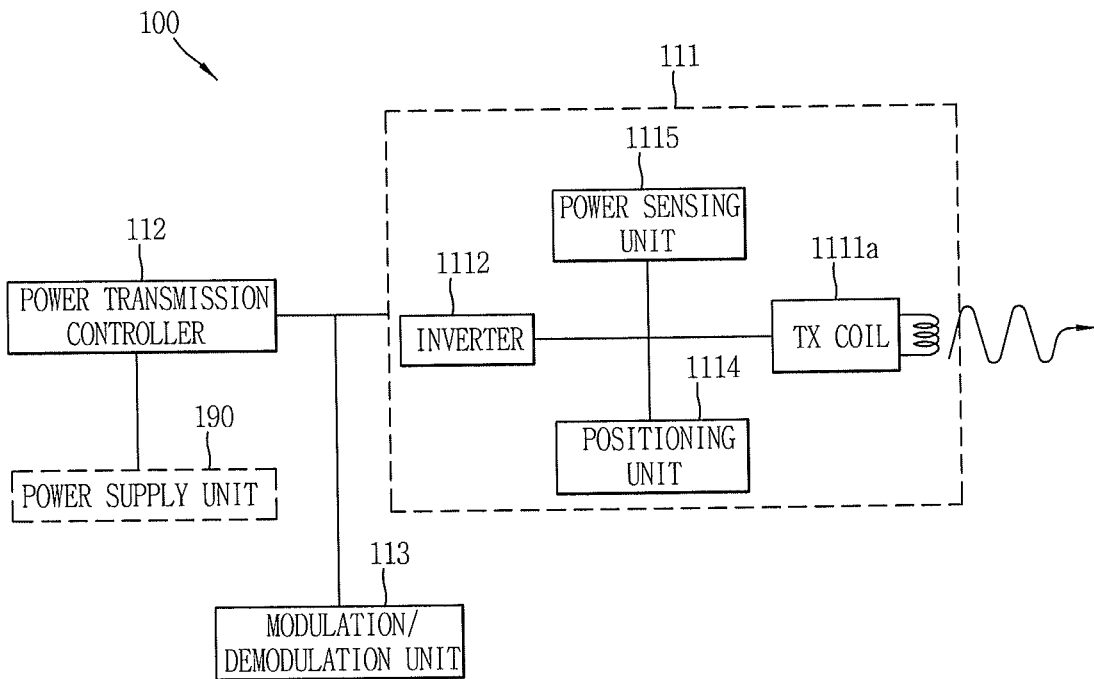 100
111
1115
POWER SENSING
UNIT
112
1112
1111a
POWER TRANSMISSION
CONTROLLER
INVERTER
TX COIL
1114
190
POSITIONING
UNIT
POWER SUPPLY UNIT
113
MODULATION/
DEMODULATION UNIT